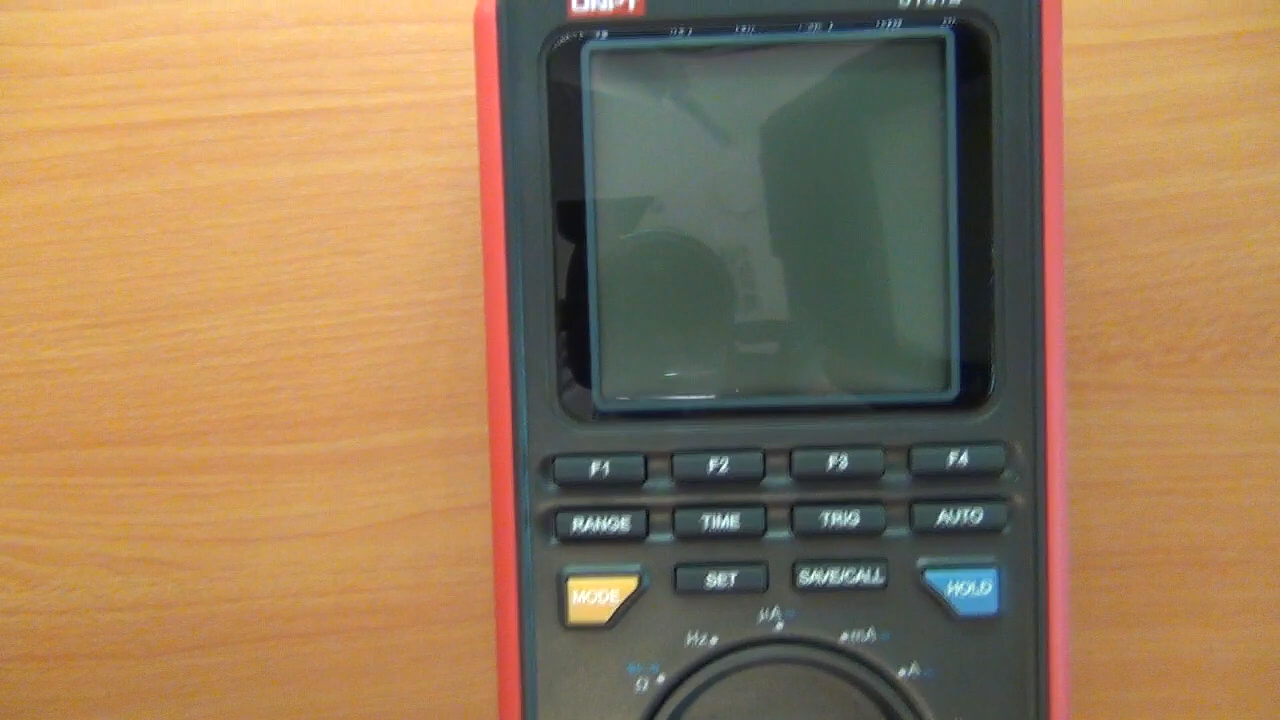 F1 F2 F3 F4
RANGE TIME TRIG AUTO
MODE SET SAVE/CALL HOLD
Hz µA mA A
Ω